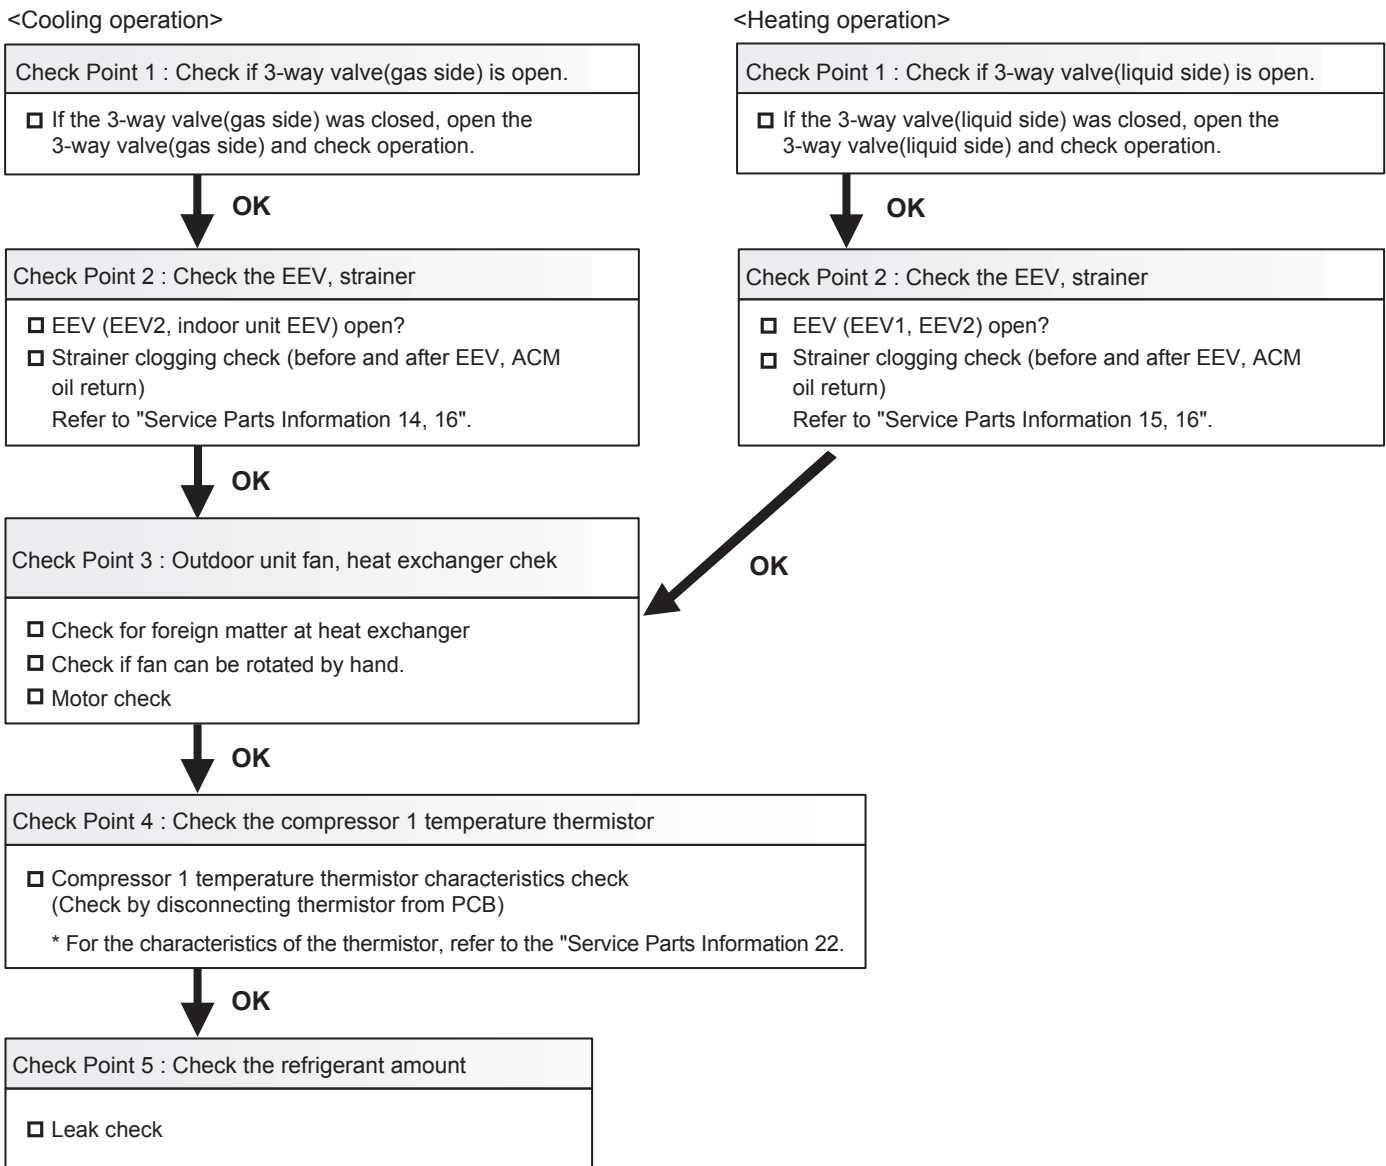 <Cooling operation>
Check Point 1 : Check if 3-way valve(gas side) is open.
If the 3-way valve(gas side) was closed, open the
3-way valve(gas side) and check operation.
OK
Check Point 2 : Check the EEV, strainer
EEV (EEV2, indoor unit EEV) open?
Strainer clogging check (before and after EEV, ACM
oil return)
Refer to "Service Parts Information 14, 16".
OK
<Heating operation>
Check Point 1 : Check if 3-way valve(liquid side) is open.
If the 3-way valve(liquid side) was closed, open the
3-way valve(liquid side) and check operation.
OK
Check Point 2 : Check the EEV, strainer
EEV (EEV1, EEV2) open?
Strainer clogging check (before and after EEV, ACM
oil return)
Refer to "Service Parts Information 15, 16".
OK
Check Point 3 : Outdoor unit fan, heat exchanger chek
Check for foreign matter at heat exchanger
Check if fan can be rotated by hand.
Motor check
OK
Check Point 4 : Check the compressor 1 temperature thermistor
Compressor 1 temperature thermistor characteristics check
(Check by disconnecting thermistor from PCB)
* For the characteristics of the thermistor, refer to the "Service Parts Information 22.
OK
Check Point 5 : Check the refrigerant amount
Leak check